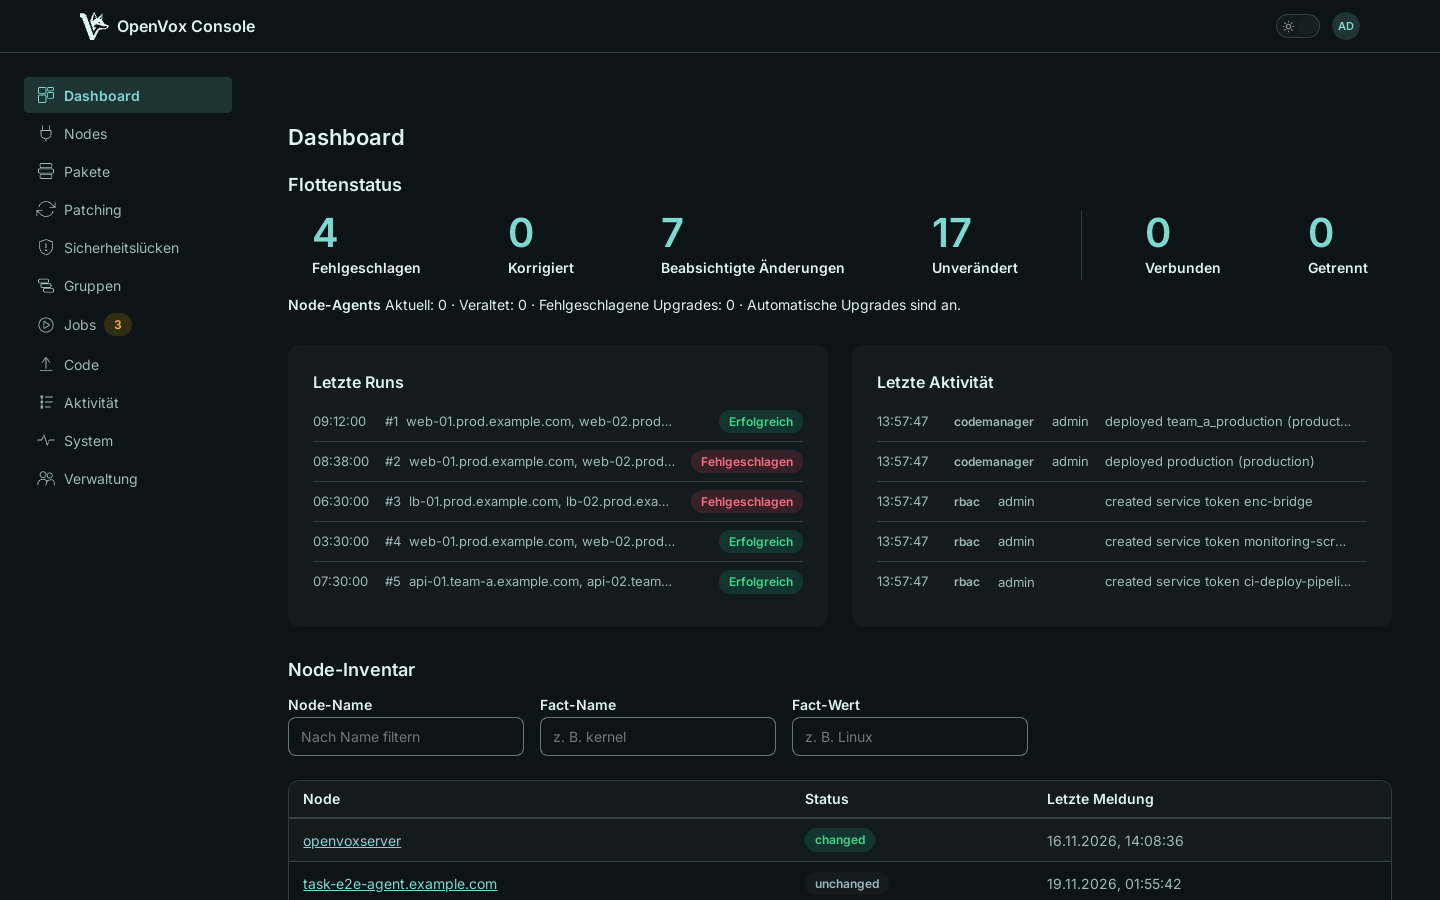 OpenVox Console
AD
Dashboard
Nodes
Pakete
Patching
Sicherheitslücken
Gruppen
Jobs 3
Code
Aktivität
System
Verwaltung
Dashboard
Flottenstatus
4 0 7 17 0 0
Fehlgeschlagen Korrigiert Beabsichtigte Änderungen Unverändert Verbunden Getrennt
Node-Agents Aktuell: 0 · Veraltet: 0 · Fehlgeschlagene Upgrades: 0 · Automatische Upgrades sind an.
Letzte Runs
09:12:00 #1 web-01.prod.example.com, web-02.prod... Erfolgreich
08:38:00 #2 web-01.prod.example.com, web-02.prod... Fehlgeschlagen
06:30:00 #3 lb-01.prod.example.com, lb-02.prod.exa... Fehlgeschlagen
03:30:00 #4 web-01.prod.example.com, web-02.prod... Erfolgreich
07:30:00 #5 api-01.team-a.example.com, api-02.team... Erfolgreich
Letzte Aktivität
13:57:47 codemanager admin deployed team_a_production (product...
13:57:47 codemanager admin deployed production (production)
13:57:47 rbac admin created service token enc-bridge
13:57:47 rbac admin created service token monitoring-scr...
13:57:47 rbac admin created service token ci-deploy-pipeli...
Node-Inventar
Node-Name Fact-Name Fact-Wert
Nach Name filtern z. B. kernel z. B. Linux
Node Status Letzte Meldung
openvoxserver changed 16.11.2026, 14:08:36
task-e2e-agent.example.com unchanged 19.11.2026, 01:55:42